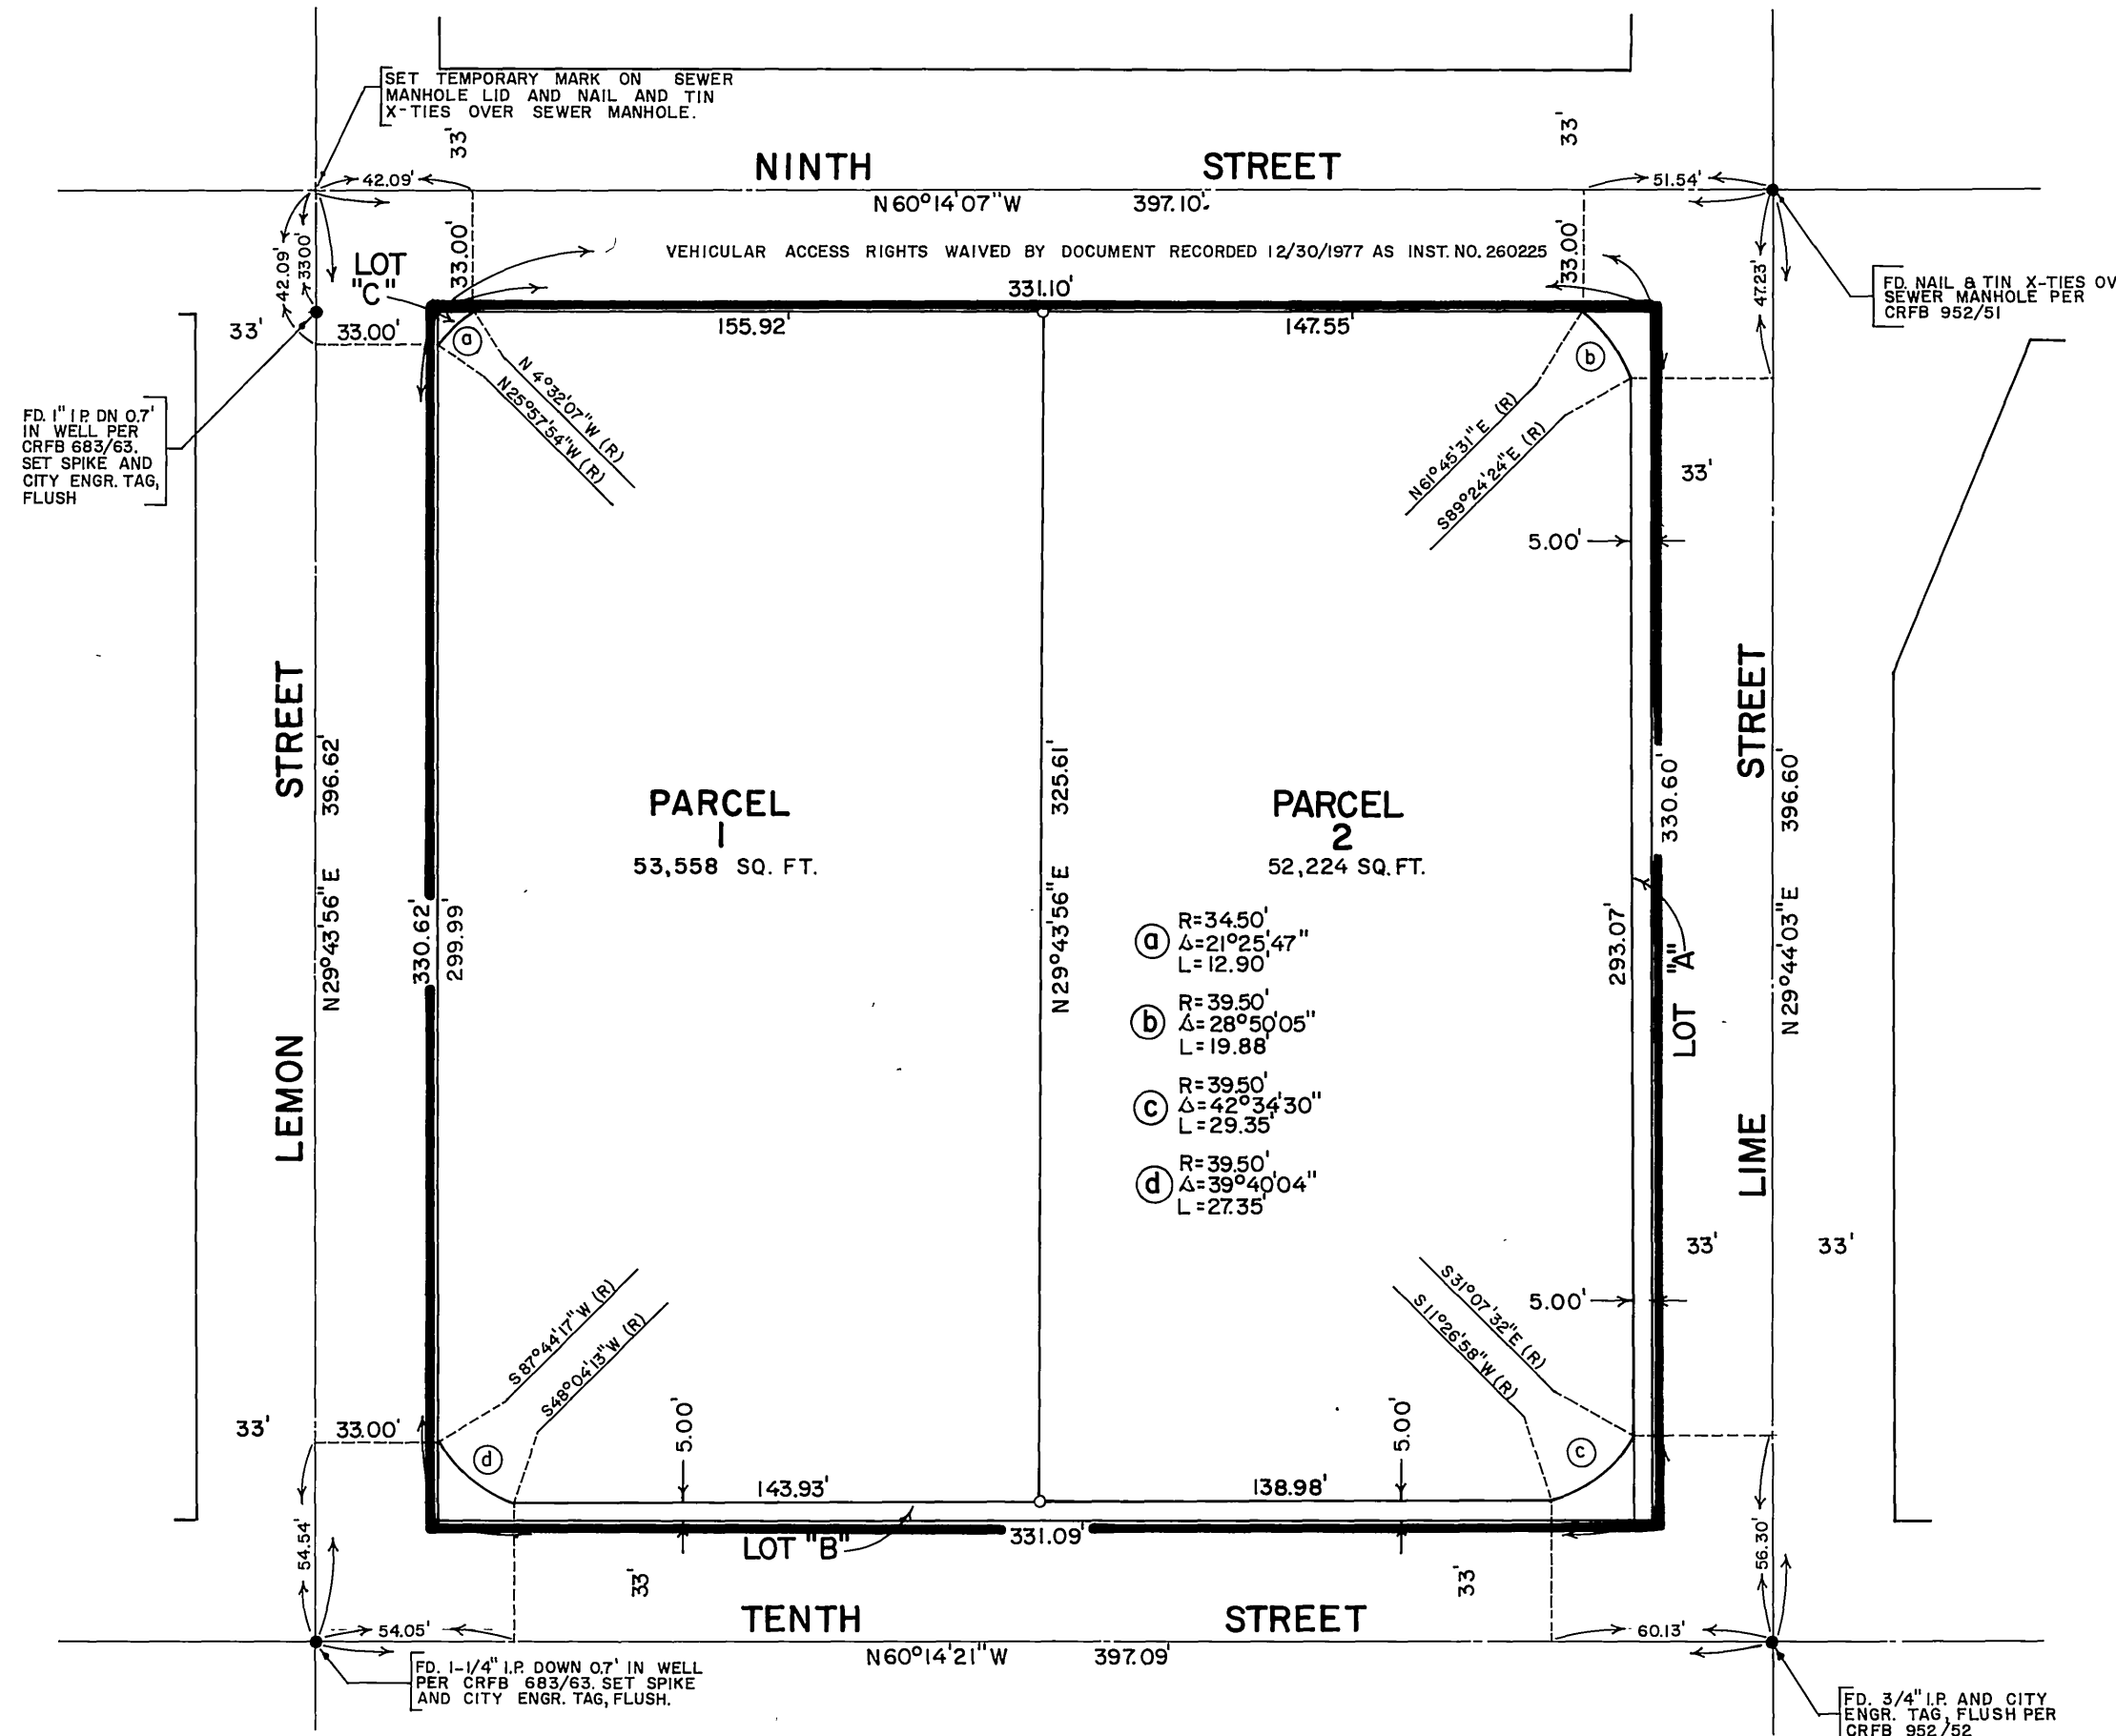 SET TEMPORARY MARK ON SEWER
MANHOLE LID AND NAIL AND TIN
X-TIES OVER SEWER MANHOLE.
33'
33'
NINTH STREET
42.09'
51.54'
N60°14'07"W 397.10'
VEHICULAR ACCESS RIGHTS WAIVED BY DOCUMENT RECORDED 12/30/1977 AS INST. NO. 260225
42.09'
33.00'
LOT
"C"
33.00'
33.00'
47.23'
FD. NAIL & TIN X-TIES OV
SEWER MANHOLE PER
CRFB 952/51
331.10'
33'
33.00'
155.92'
147.55'
a
b
N 4°32'07"W (R)
N25°57'54"W (R)
N61°45'31"E (R)
S89°24'24"E (R)
FD. 1" I.P. DN 0.7'
IN WELL PER
CRFB 683/63.
SET SPIKE AND
CITY ENGR. TAG,
FLUSH
33'
5.00'
LEMON STREET
N29°43'56"E 396.62'
330.62'
299.99'
PARCEL
1
53,558 SQ. FT.
N29°43'56"E 325.61'
PARCEL
2
52,224 SQ. FT.
a
R=34.50'
Δ=21°25'47"
L=12.90'
b
R=39.50'
Δ=28°50'05"
L=19.88'
c
R=39.50'
Δ=42°34'30"
L=29.35'
d
R=39.50'
Δ=39°40'04"
L=27.35'
293.07'
330.60'
LOT "A"
LIME STREET
N29°44'03"E 396.60'
33'
33'
5.00'
S87°44'17"W (R)
S48°04'13"W (R)
S31°07'32"E (R)
S11°26'58"W (R)
33'
33.00'
d
5.00'
5.00'
c
143.93'
138.98'
54.54'
LOT "B"
331.09'
56.30'
33'
33'
TENTH STREET
54.05'
60.13'
N60°14'21"W 397.09'
FD. 1-1/4" I.P. DOWN 0.7' IN WELL
PER CRFB 683/63. SET SPIKE
AND CITY ENGR. TAG, FLUSH.
FD. 3/4" I.P. AND CITY
ENGR. TAG, FLUSH PER
CRFB 952/52